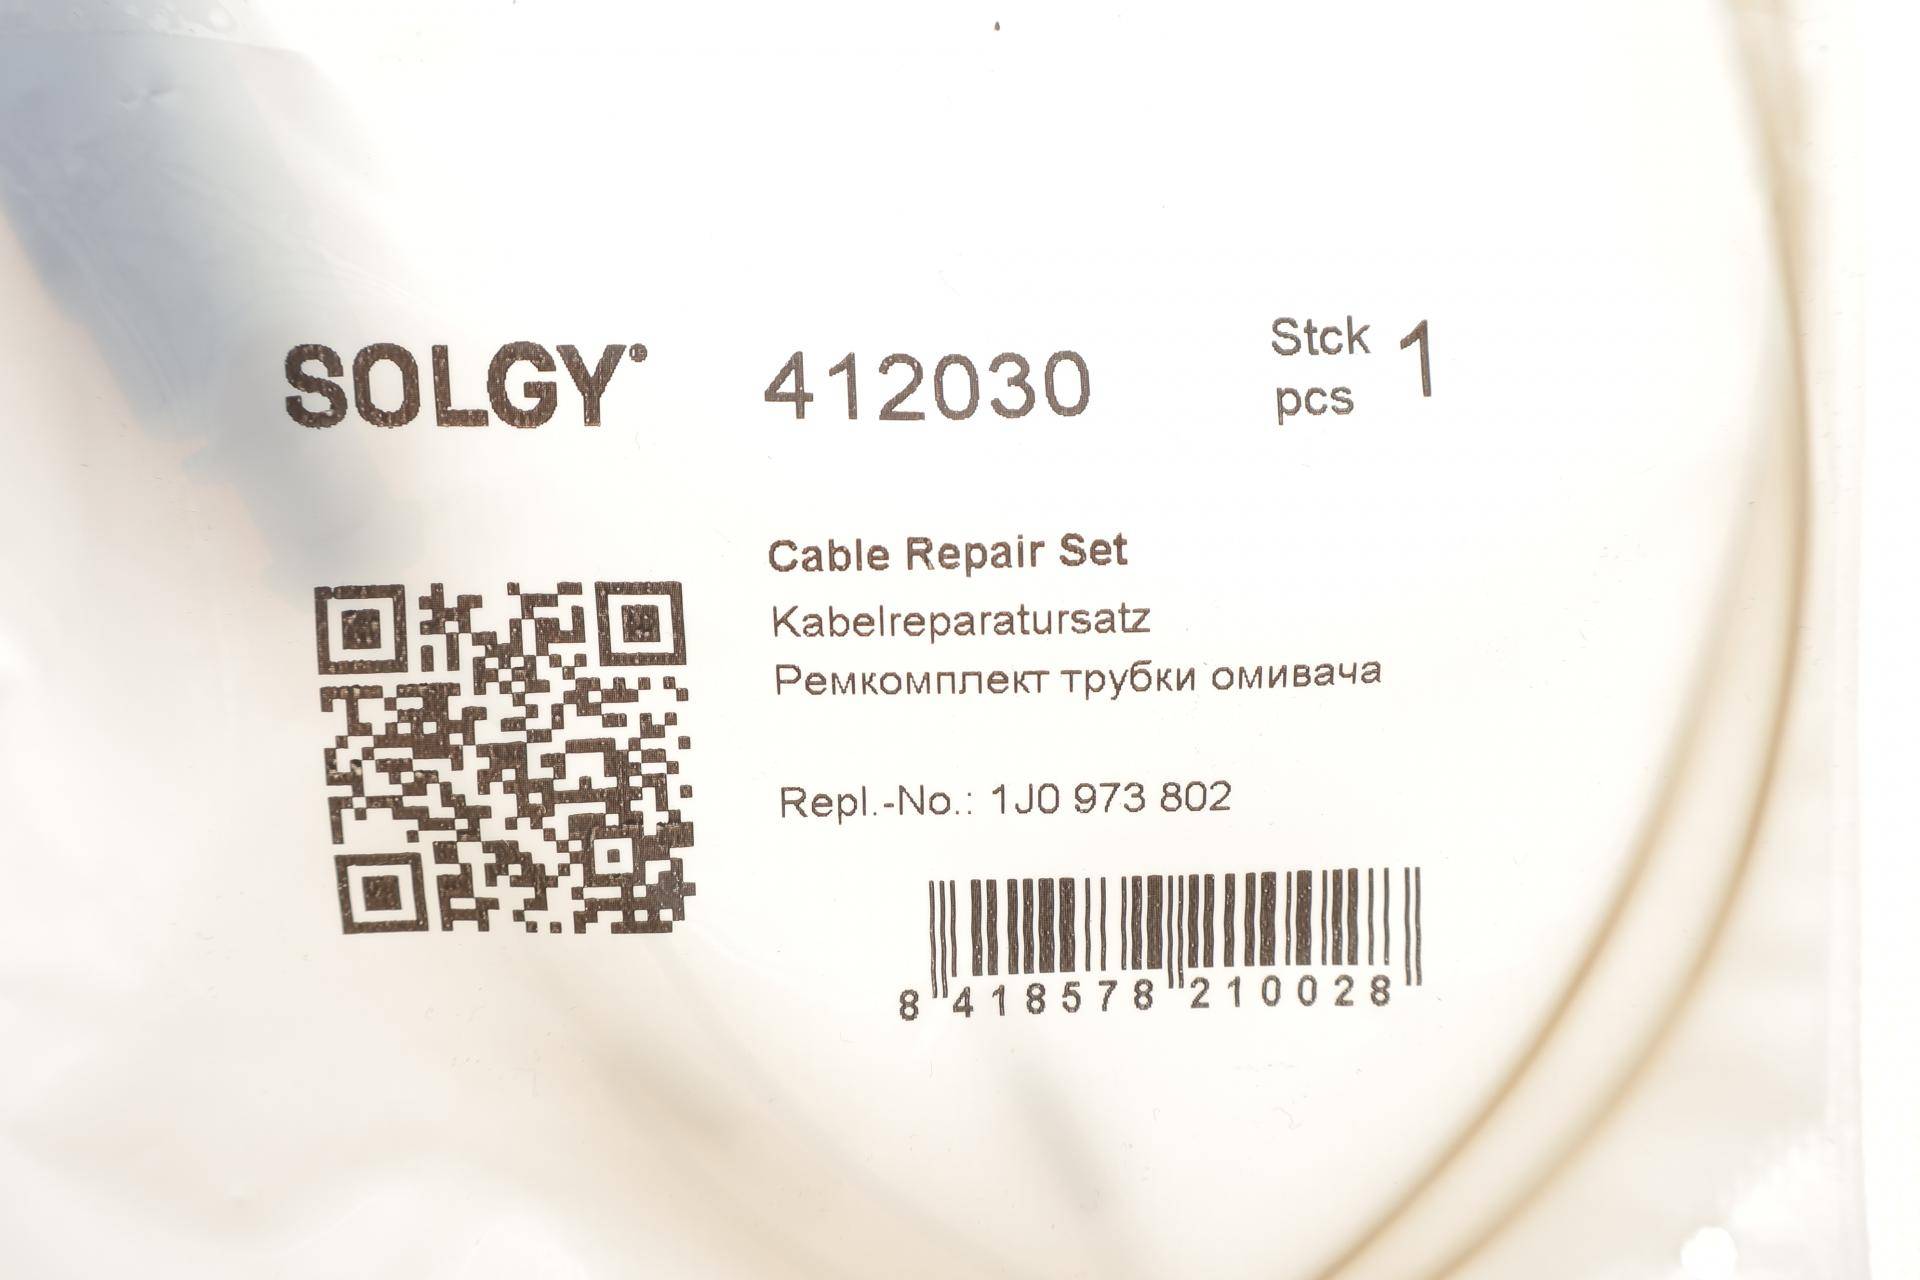 SOLGY® 412030 Stck pcs 1
Cable Repair Set
Kabelreparatursatz
Ремкомплект трубки омивача
Repl.-No.: 1J0 973 802
8 418578 210028